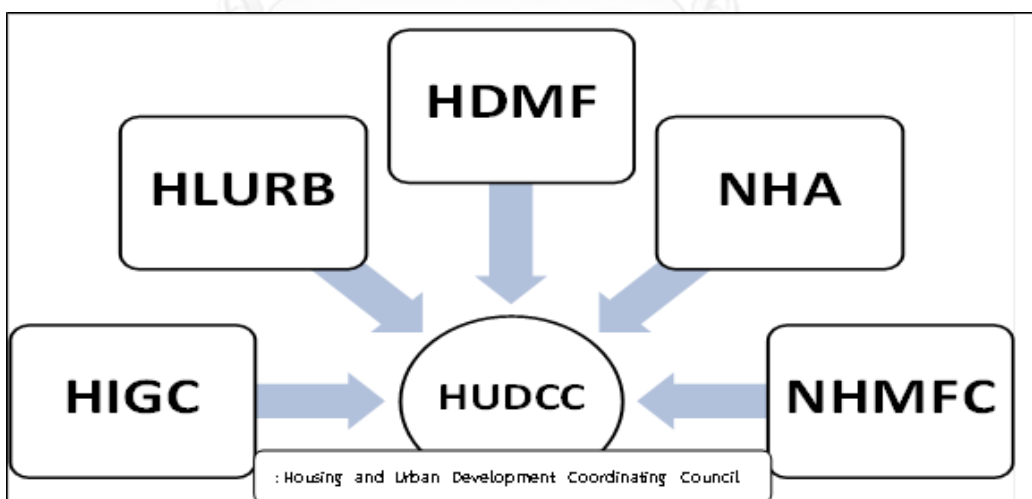 HDMF
HLURB
NHA
HIGC
HUDCC
NHMFC
: Housing and Urban Development Coordinating Council